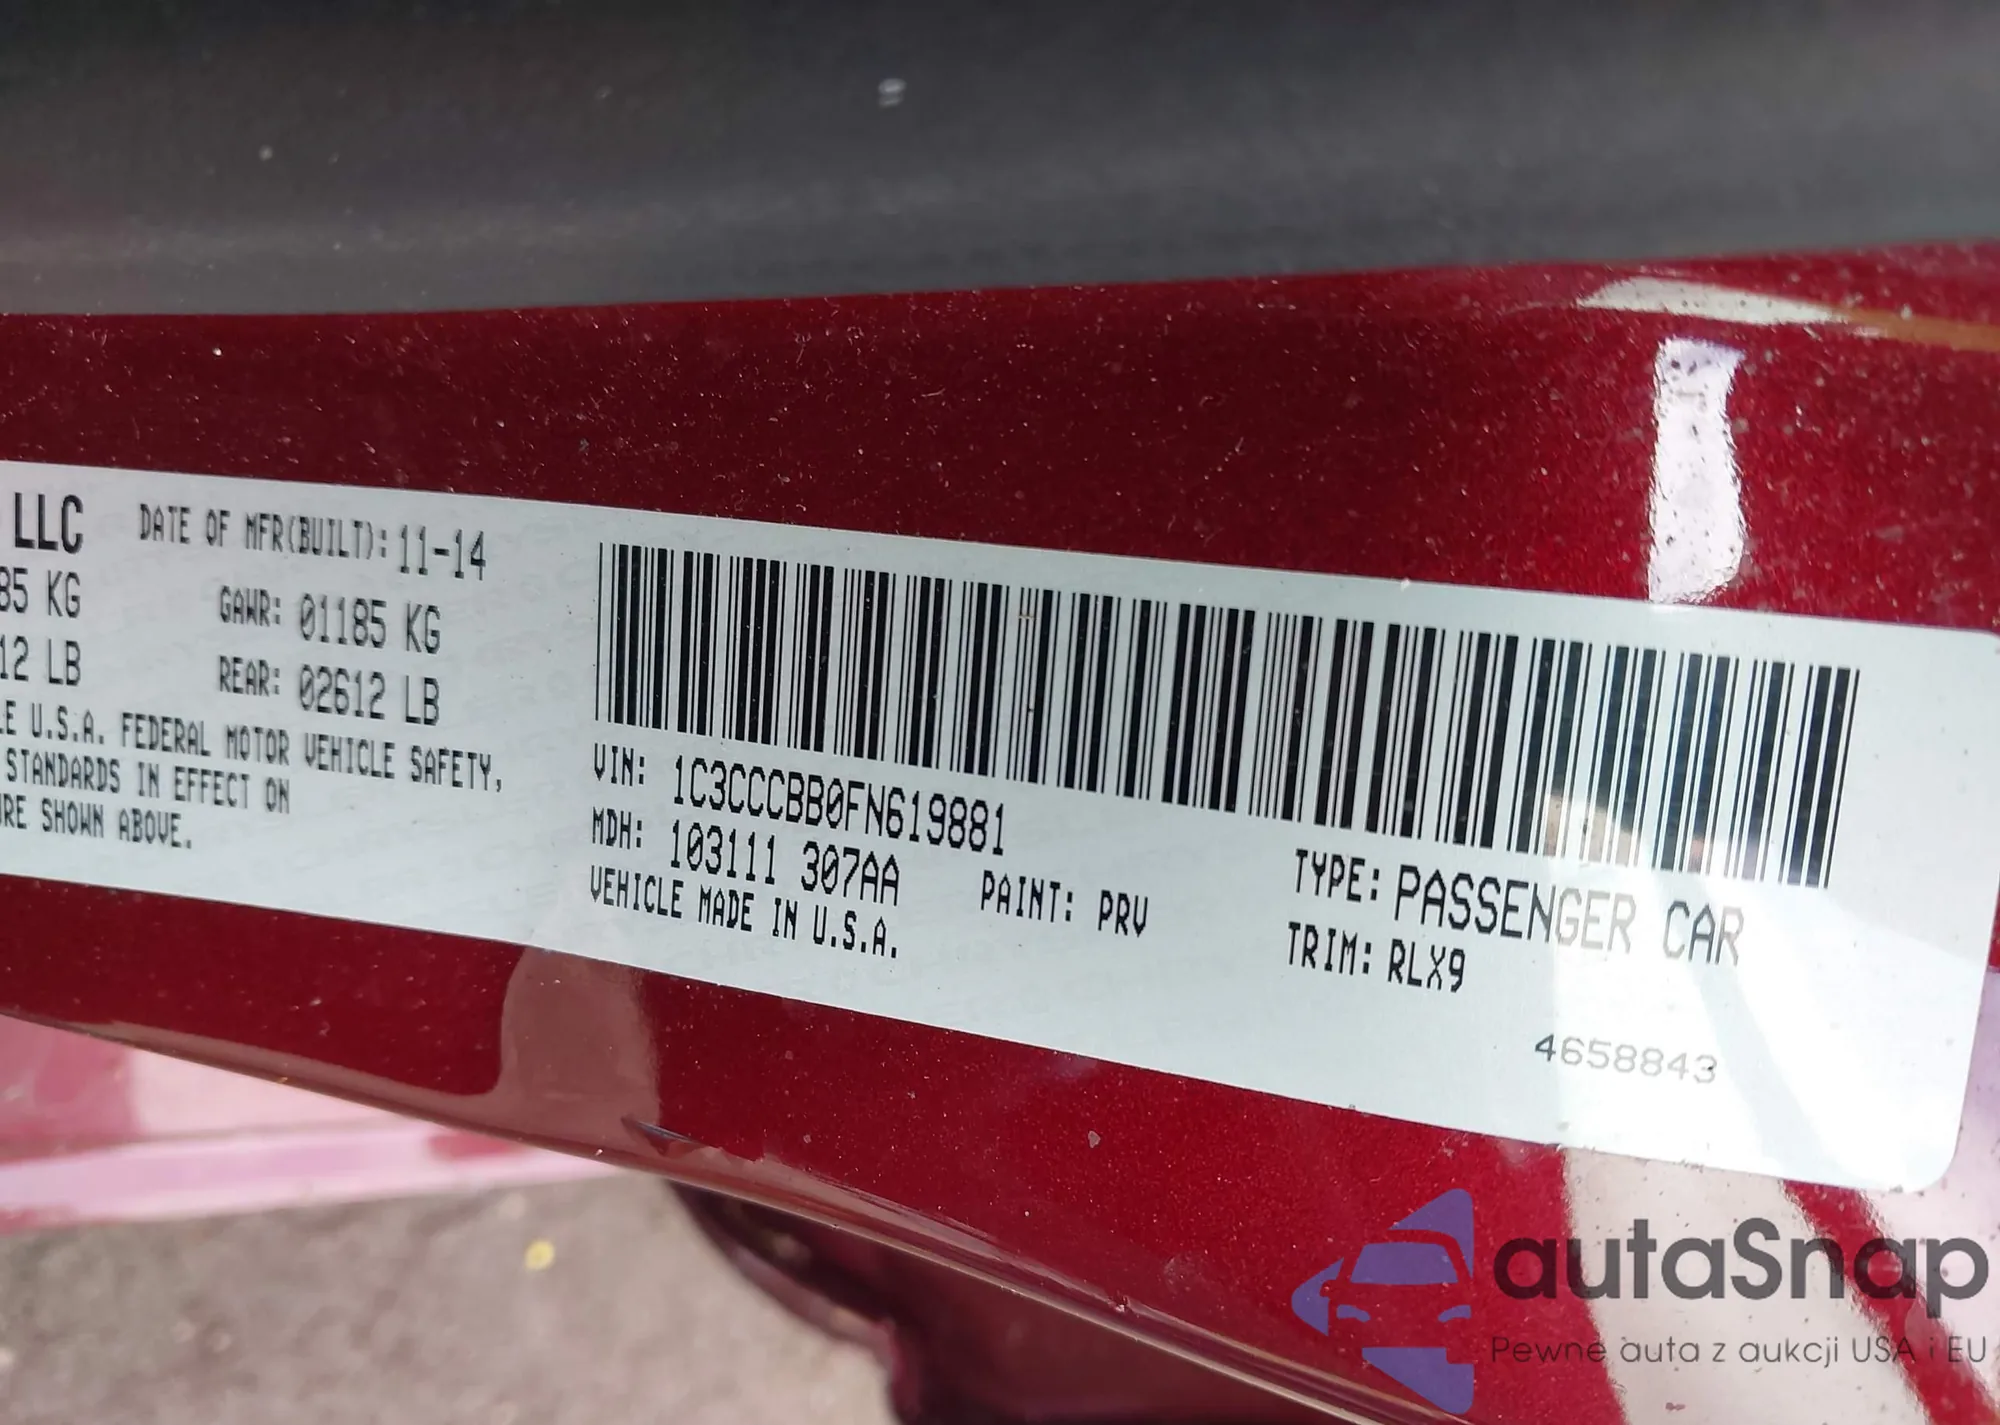 LLC DATE OF MFR(BUILT): 11-14
85 KG GAWR: 01185 KG
12 LB REAR: 02612 LB
LE U.S.A. FEDERAL MOTOR VEHICLE SAFETY,
STANDARDS IN EFFECT ON
URE SHOWN ABOVE.
VIN: 1C3CCCBB0FN619881
MDH: 103111 307AA PAINT: PRV
VEHICLE MADE IN U.S.A.
TYPE: PASSENGER CAR
TRIM: RLX9
4658843
autaSnap
Pewne auta z aukcji USA i EU